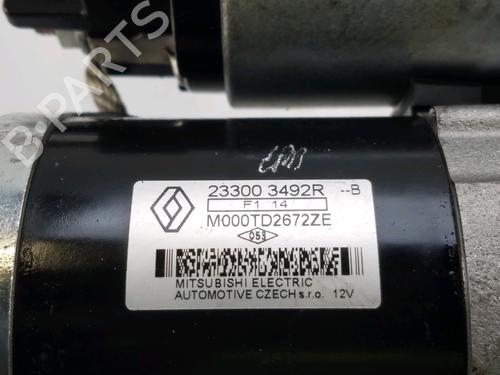 B-PARTS
23300 3492R --B
F1 14
M000TD2672ZE
053
MITSUBISHI ELECTRIC
AUTOMOTIVE CZECH s.r.o. 12V